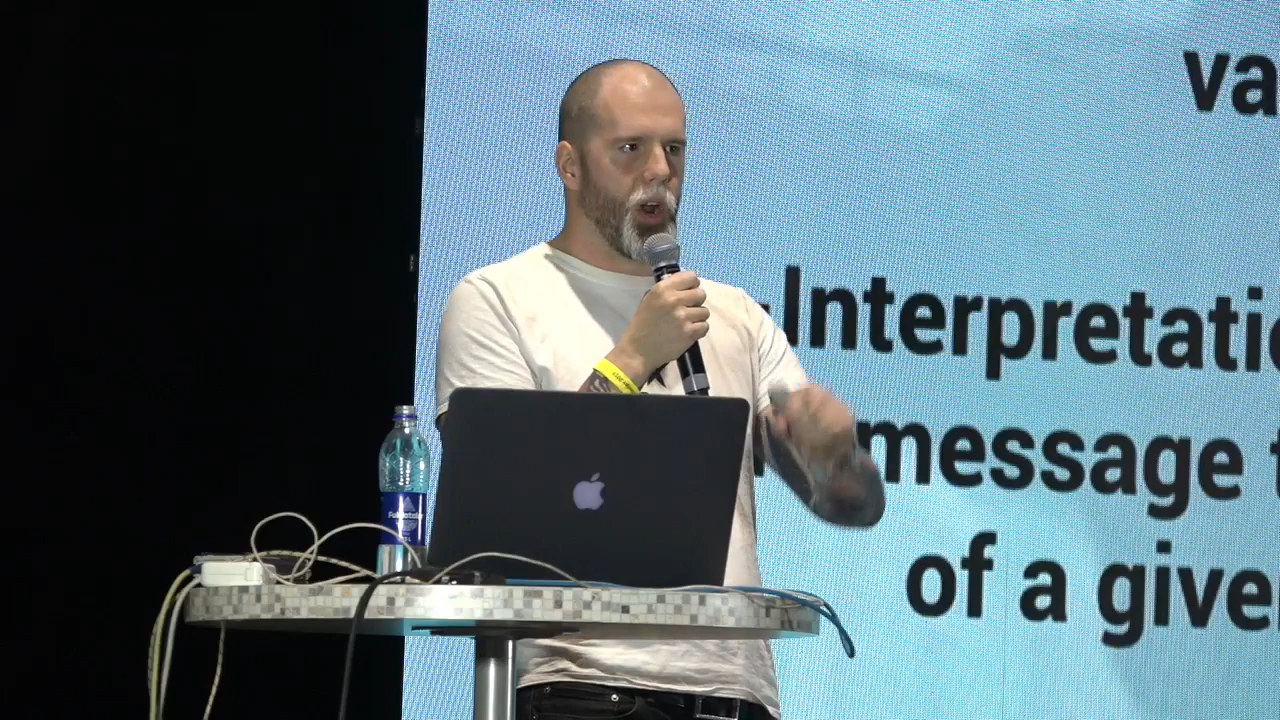 va
-Interpretati
message
of a give